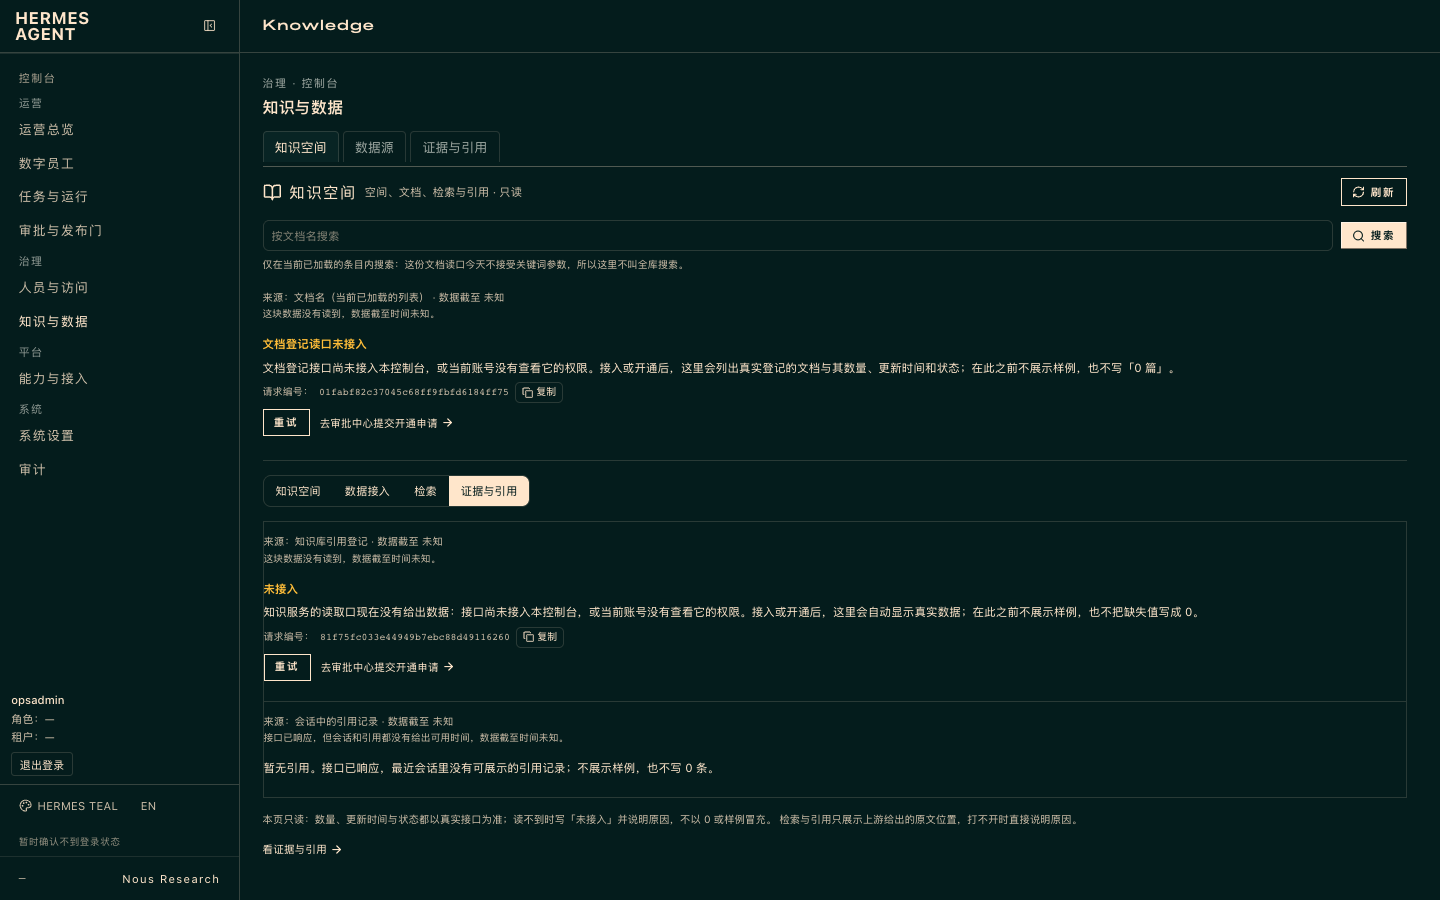 HERMES
AGENT
Knowledge
控制台
运营
运营总览
数字员工
任务与运行
审批与发布门
治理
人员与访问
知识与数据
平台
能力与接入
系统
系统设置
审计
opsadmin
角色: —
租户: —
退出登录
HERMES TEAL EN
暂时确认不到登录状态
— Nous Research
治理 · 控制台
知识与数据
知识空间 数据源 证据与引用
知识空间 空间、文档、检索与引用 · 只读 刷新
按文档名搜索 搜索
仅在当前已加载的条目内搜索：这份文档读口今天不接受关键词参数，所以这里不叫全库搜索。
来源：文档名（当前已加载的列表） · 数据截至 未知
这块数据没有读到，数据截至时间未知。
文档登记读口未接入
文档登记接口尚未接入本控制台，或当前账号没有查看它的权限。接入或开通后，这里会列出真实登记的文档与其数量、更新时间和状态；在此之前不展示样例，也不写「0 篇」。
请求编号： 01fabf82c37045c68ff9fbfd6184ff75 复制
重试 去审批中心提交开通申请 →
知识空间 数据接入 检索 证据与引用
来源：知识库引用登记 · 数据截至 未知
这块数据没有读到，数据截至时间未知。
未接入
知识服务的读取口现在没有给出数据：接口尚未接入本控制台，或当前账号没有查看它的权限。接入或开通后，这里会自动显示真实数据；在此之前不展示样例，也不把缺失值写成 0。
请求编号： 81f75fc033e44949b7ebc88d49116260 复制
重试 去审批中心提交开通申请 →
来源：会话中的引用记录 · 数据截至 未知
接口已响应，但会话和引用都没有给出可用时间，数据截至时间未知。
暂无引用。接口已响应，最近会话里没有可展示的引用记录；不展示样例，也不写 0 条。
本页只读：数量、更新时间与状态都以真实接口为准；读不到时写「未接入」并说明原因，不以 0 或样例冒充。 检索与引用只展示上游给出的原文位置，打不开时直接说明原因。
看证据与引用 →